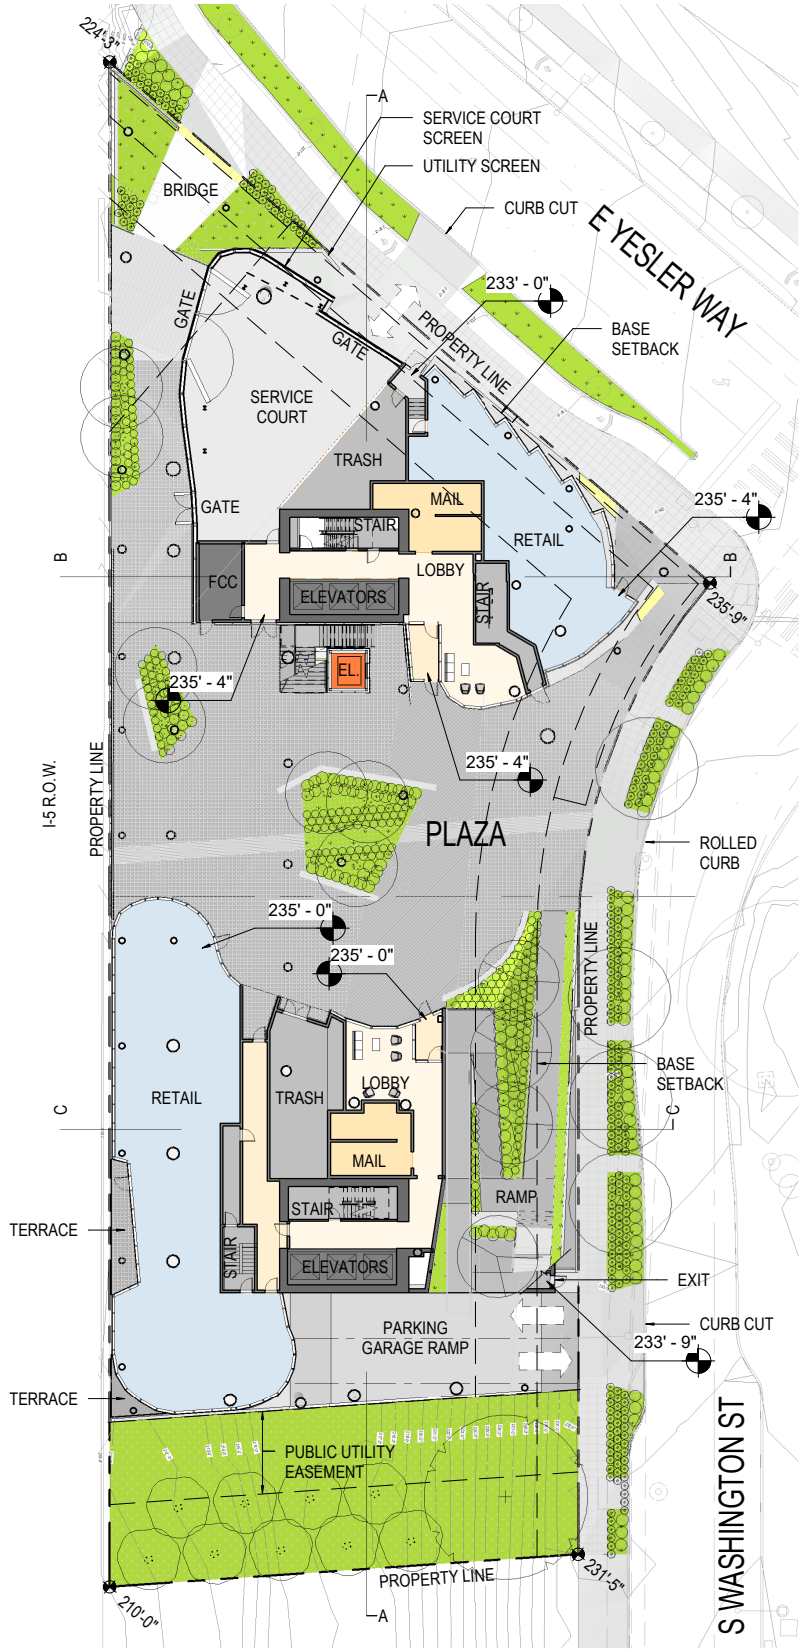 224'-3"
A
SERVICE COURT
SCREEN
UTILITY SCREEN
BRIDGE
CURB CUT
E YESLER WAY
233' - 0"
GATE
PROPERTY LINE
GATE
BASE
SETBACK
SERVICE
COURT
TRASH
MAIL
235' - 4"
GATE
STAIR
RETAIL
B
LOBBY
B
FCC
ELEVATORS
STAIR
235'-9"
EL.
235' - 4"
235' - 4"
I-5 R.O.W.
PROPERTY LINE
PLAZA
ROLLED
CURB
235' - 0"
235' - 0"
PROPERTY LINE
BASE
SETBACK
LOBBY
RETAIL
TRASH
C
C
MAIL
RAMP
STAIR
TERRACE
STAIR
ELEVATORS
EXIT
PARKING
GARAGE RAMP
CURB CUT
233' - 9"
TERRACE
PUBLIC UTILITY
EASEMENT
S WASHINGTON ST
PROPERTY LINE
231'-5"
210'-0"
A